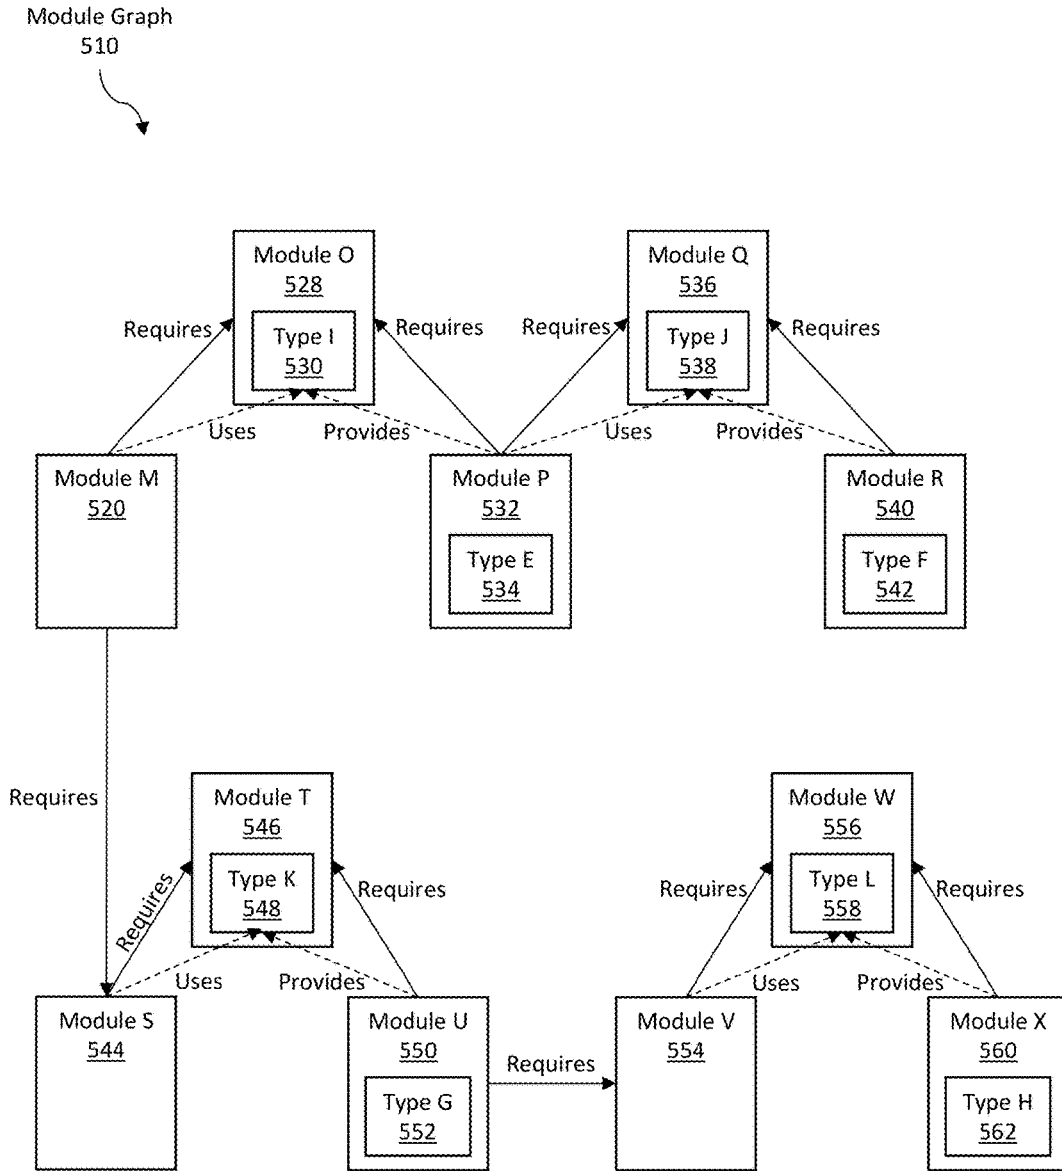 Module Graph
510
Module O
528
Module Q
536
Requires
Requires
Requires
Requires
Type I
530
Type J
538
Uses
Provides
Uses
Provides
Module M
520
Module P
532
Module R
540
Type E
534
Type F
542
Requires
Module T
546
Module W
556
Requires
Requires
Requires
Requires
Type K
548
Type L
558
Uses
Provides
Uses
Provides
Module S
544
Module U
550
Module V
554
Module X
560
Requires
Type G
552
Type H
562